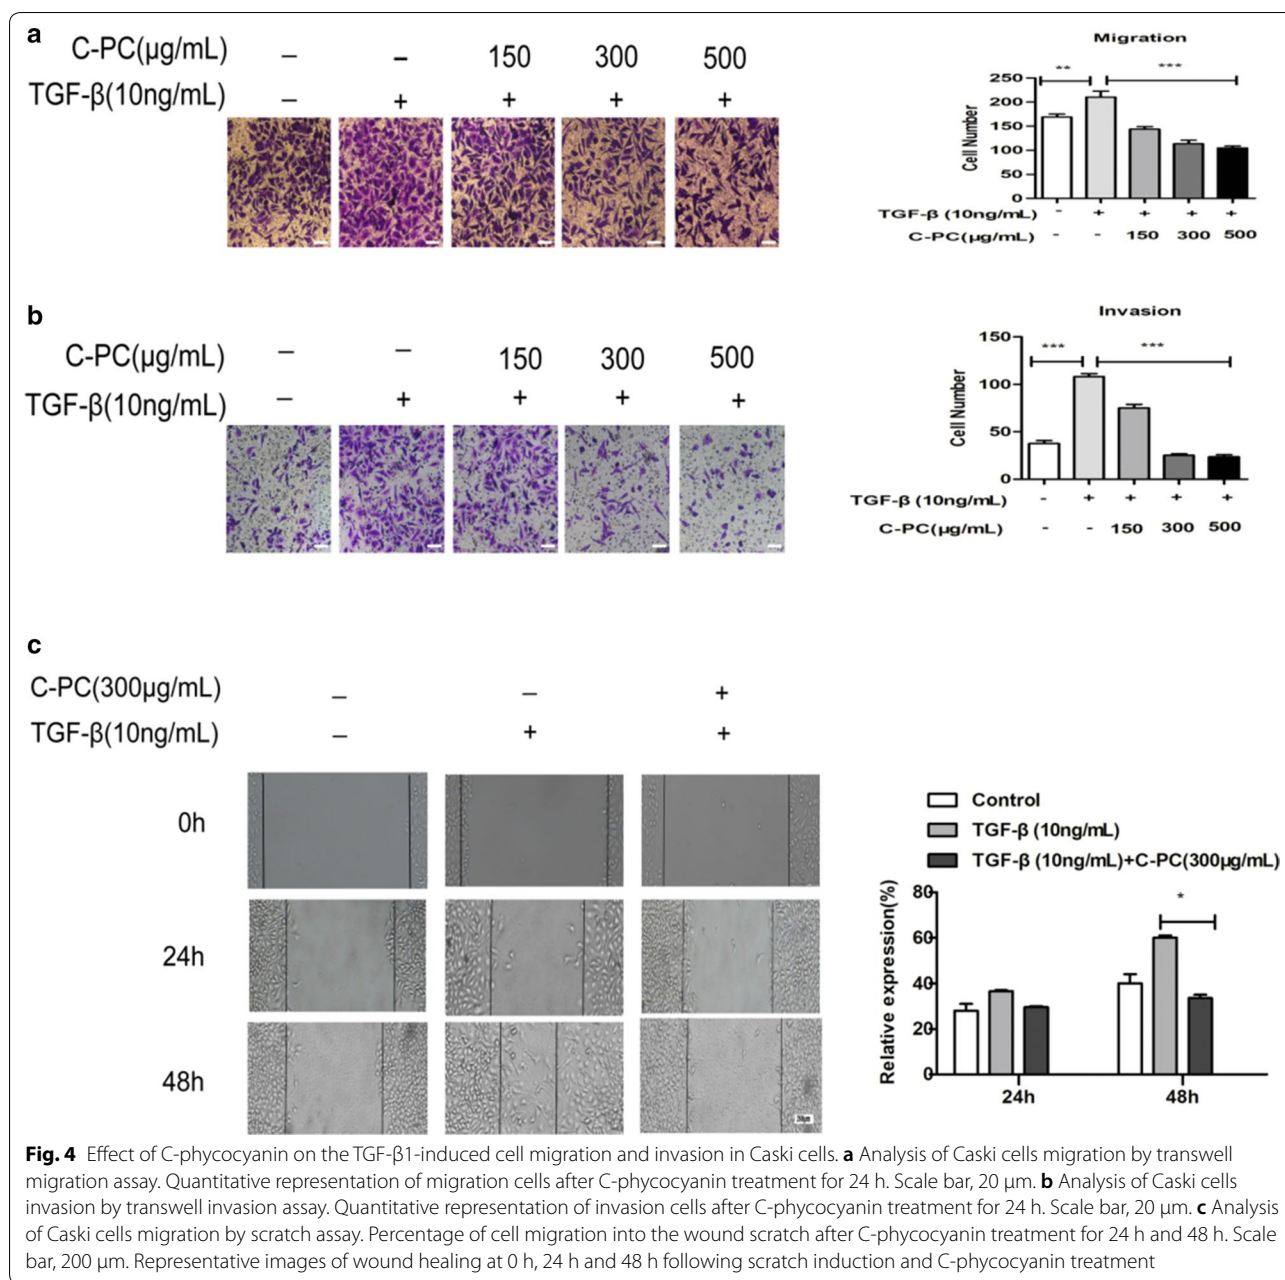 a
C-PC(μg/mL) – – 150 300 500
TGF-β(10ng/mL) – + + + +
Migration
** ***
250
200
150
100
50
0
Cell Number
TGF-β (10ng/mL) - + + + +
C-PC(μg/mL) - - 150 300 500
b
C-PC(μg/mL) – – 150 300 500
TGF-β(10ng/mL) – + + + +
Invasion
*** ***
150
100
50
0
Cell Number
TGF-β (10ng/mL) - + + + +
C-PC(μg/mL) - - 150 300 500
c
C-PC(300μg/mL) – – +
TGF-β(10ng/mL) – + +
0h
24h
48h
Control
TGF-β (10ng/mL)
TGF-β (10ng/mL)+C-PC(300μg/mL)
*
80
60
40
20
0
Relative expression(%)
24h 48h
Fig. 4 Effect of C-phycocyanin on the TGF-β1-induced cell migration and invasion in Caski cells. a Analysis of Caski cells migration by transwell
migration assay. Quantitative representation of migration cells after C-phycocyanin treatment for 24 h. Scale bar, 20 μm. b Analysis of Caski cells
invasion by transwell invasion assay. Quantitative representation of invasion cells after C-phycocyanin treatment for 24 h. Scale bar, 20 μm. c Analysis
of Caski cells migration by scratch assay. Percentage of cell migration into the wound scratch after C-phycocyanin treatment for 24 h and 48 h. Scale
bar, 200 μm. Representative images of wound healing at 0 h, 24 h and 48 h following scratch induction and C-phycocyanin treatment